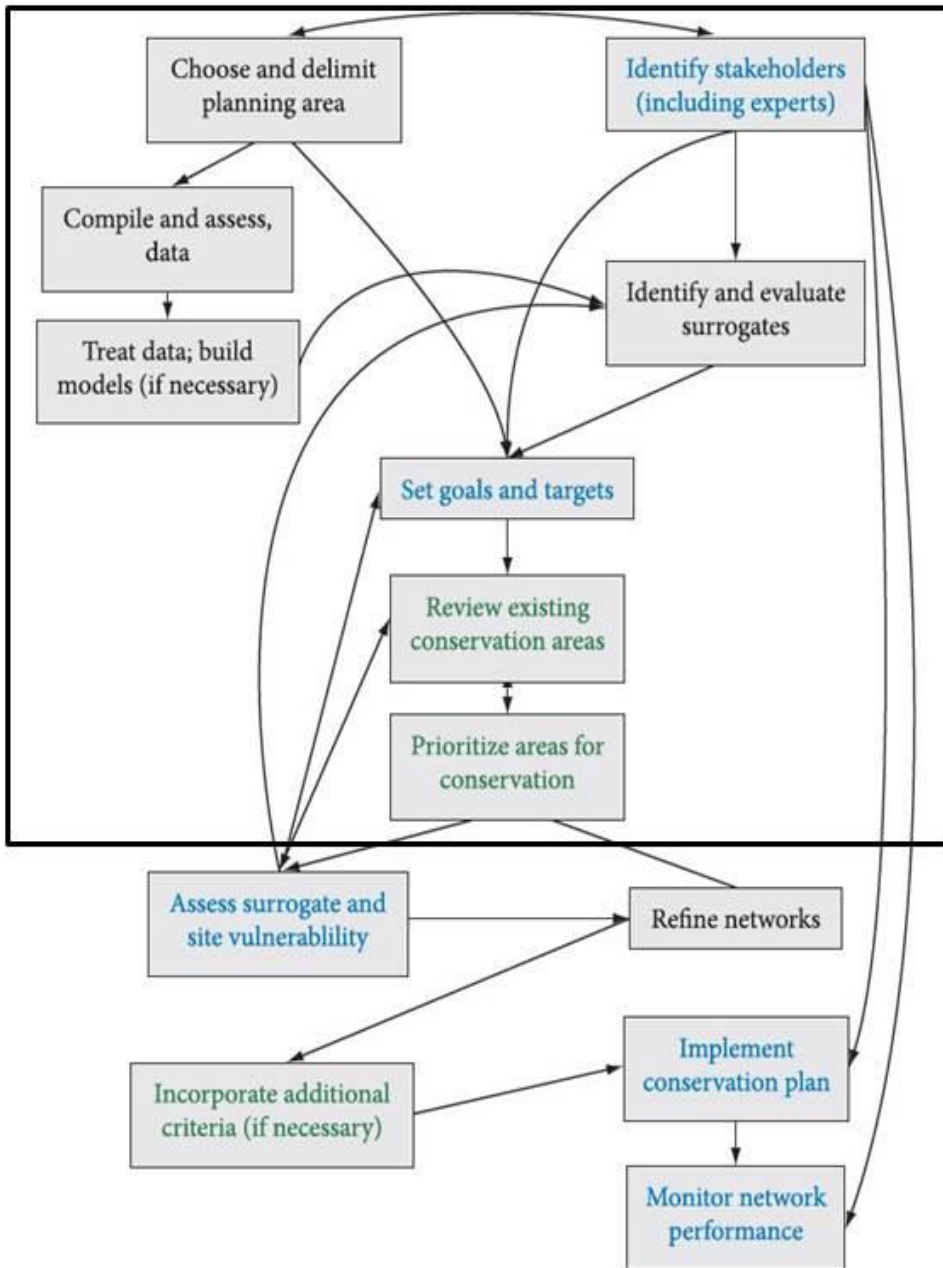 Choose and delimit
planning area
Identify stakeholders
(including experts)
Compile and assess,
data
Identify and evaluate
surrogates
Treat data; build
models (if necessary)
Set goals and targets
Review existing
conservation areas
Prioritize areas for
conservation
Assess surrogate and
site vulnerablility
Refine networks
Implement
conservation plan
Incorporate additional
criteria (if necessary)
Monitor network
performance